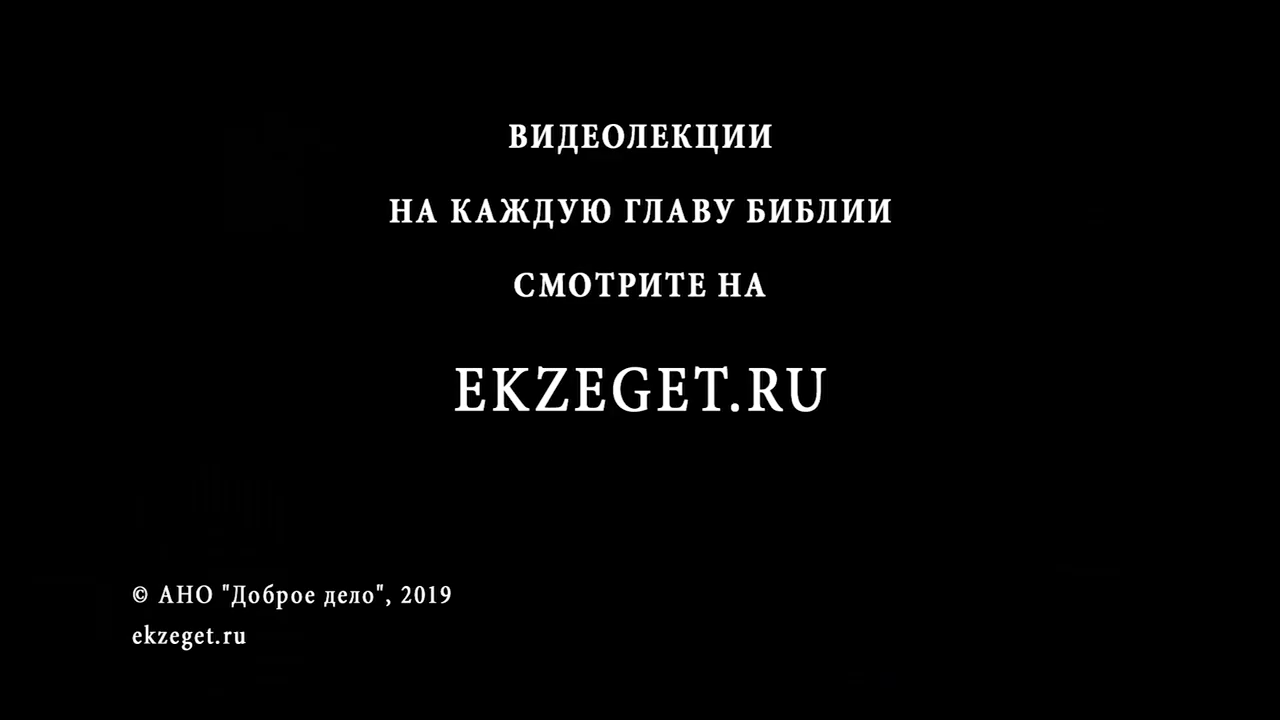 ВИДЕОЛЕКЦИИ
НА КАЖДУЮ ГЛАВУ БИБЛИИ
СМОТРИТЕ НА
EKZEGET.RU
© АНО "Доброе дело", 2019
ekzeget.ru